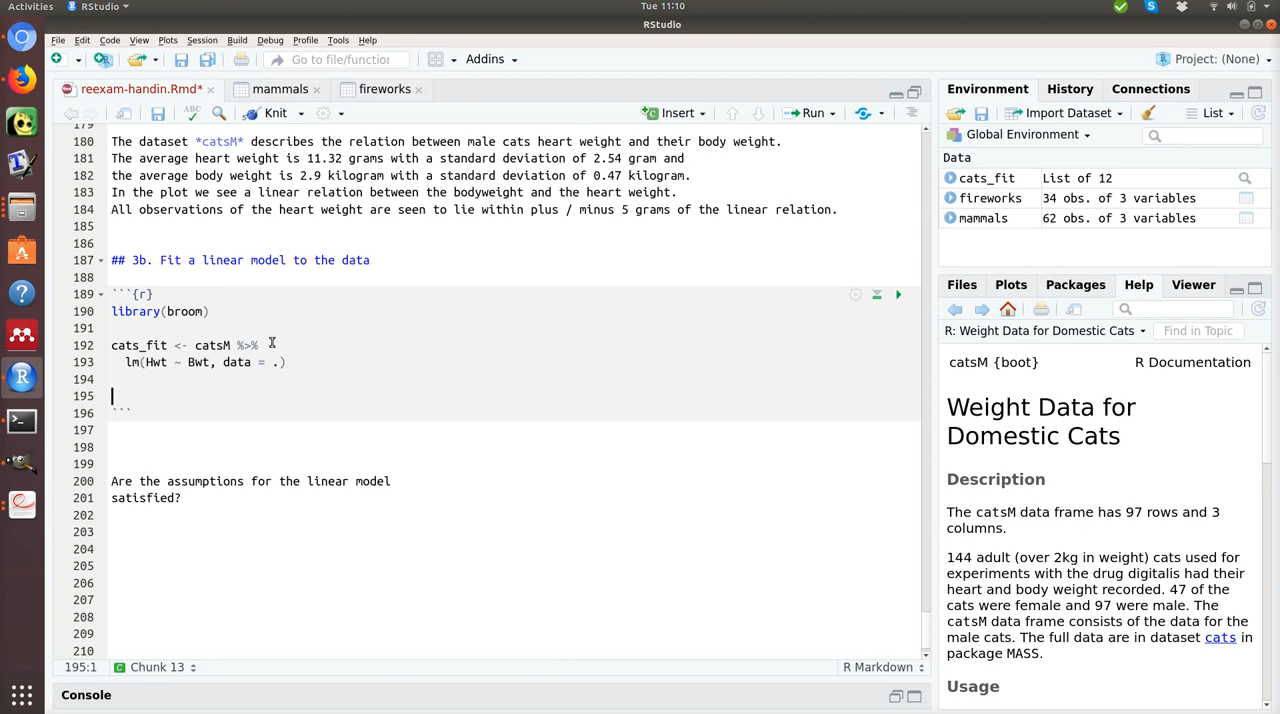 Activities RStudio Tue 11:10
RStudio
File Edit Code View Plots Session Build Debug Profile Tools Help
Go to file/function Addins Project: (None)
reexam-handin.Rmd* mammals fireworks
Knit Insert Run
179
180 The dataset *catsM* describes the relation between male cats heart weight and their body weight.
181 The average heart weight is 11.32 grams with a standard deviation of 2.54 gram and
182 the average body weight is 2.9 kilogram with a standard deviation of 0.47 kilogram.
183 In the plot we see a linear relation between the bodyweight and the heart weight.
184 All observations of the heart weight are seen to lie within plus / minus 5 grams of the linear relation.
185
186
187 ## 3b. Fit a linear model to the data
188
189 ```{r}
190 library(broom)
191
192 cats_fit <- catsM %>%
193 lm(Hwt ~ Bwt, data = .)
194
195
196 ```
197
198
199
200 Are the assumptions for the linear model
201 satisfied?
202
203
204
205
206
207
208
209
210
195:1 Chunk 13 R Markdown
Console
Environment History Connections
Import Dataset List
Global Environment
Data
cats_fit List of 12
fireworks 34 obs. of 3 variables
mammals 62 obs. of 3 variables
Files Plots Packages Help Viewer
R: Weight Data for Domestic Cats Find in Topic
catsM {boot} R Documentation
Weight Data for
Domestic Cats
Description
The catsM data frame has 97 rows and 3
columns.
144 adult (over 2kg in weight) cats used for
experiments with the drug digitalis had their
heart and body weight recorded. 47 of the
cats were female and 97 were male. The
catsM data frame consists of the data for the
male cats. The full data are in dataset cats in
package MASS.
Usage